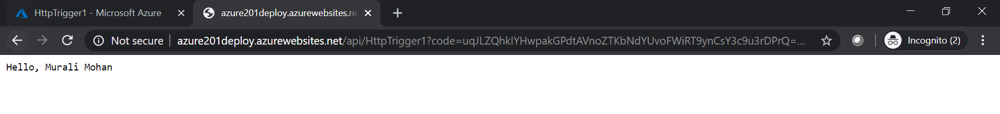 HttpTrigger1 - Microsoft Azure
azure201deploy.azurewebsites.ne
Not secure
azure201deploy.azurewebsites.net/api/HttpTrigger1?code=uqJLZQhkIYHwpakGPdtAVnoZTKbNdYUvoFWiRT9ynCsY3c9u3rDPrQ=...
Incognito (2)
Hello, Murali Mohan